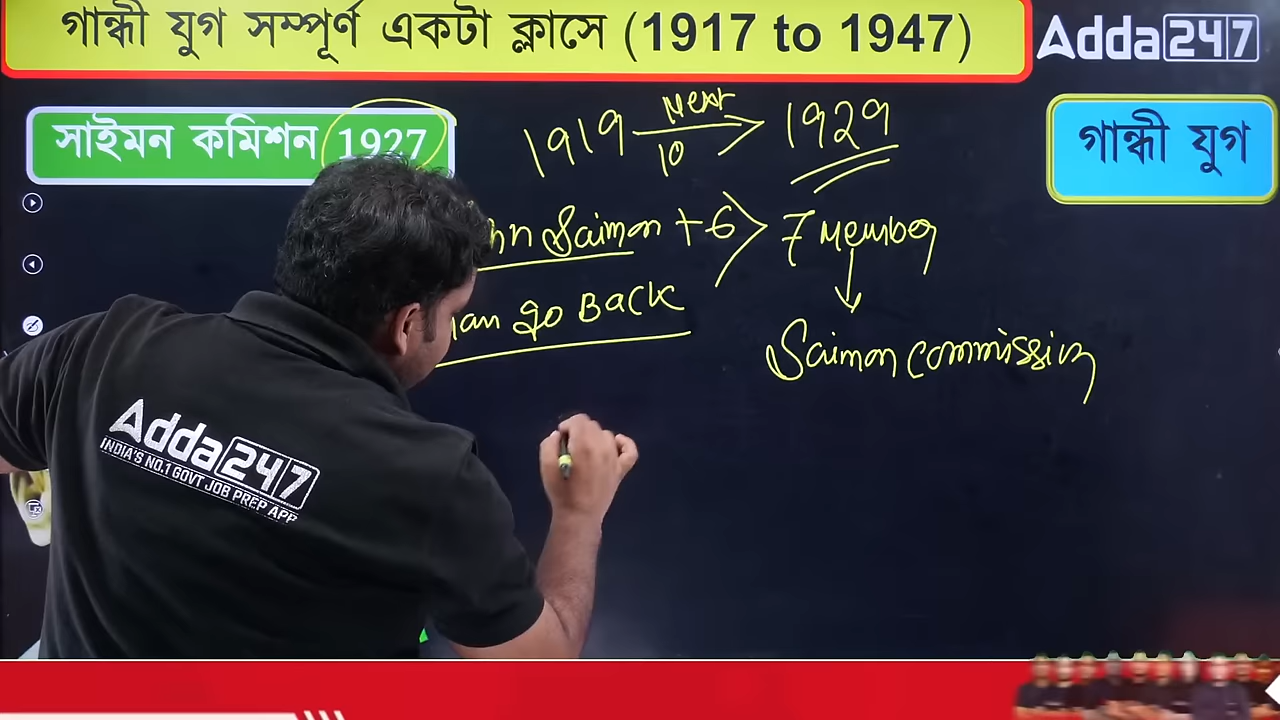 গান্ধী যুগ সম্পূর্ণ একটা ক্লাসে (1917 to 1947)
Adda247
সাইমন কমিশন 1927
1919 Next 10 1929
গান্ধী যুগ
Saimon + 6 7 Member
go Back
Saimon commission
Adda247
INDIA'S NO.1 GOVT JOB PREP APP